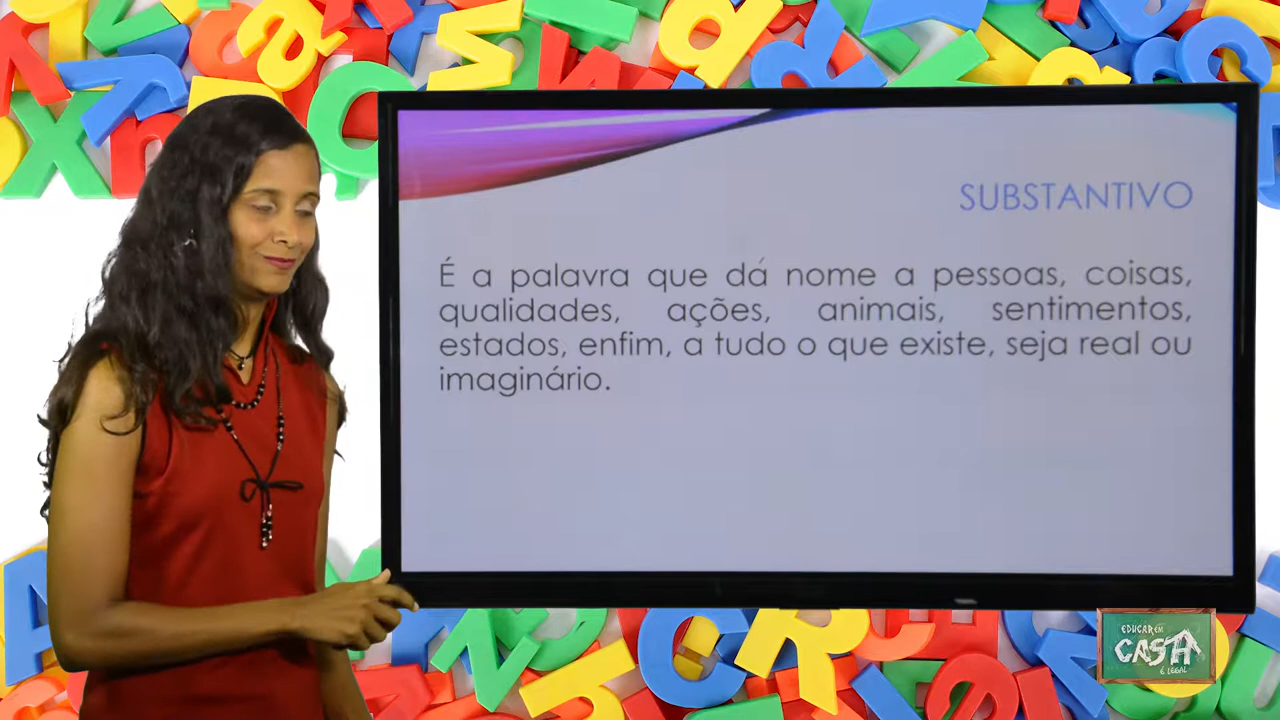 SUBSTANTIVO
É a palavra que dá nome a pessoas, coisas,
qualidades, ações, animais, sentimentos,
estados, enfim, a tudo o que existe, seja real ou
imaginário.
EDUCAR EM
CASA
É LEGAL